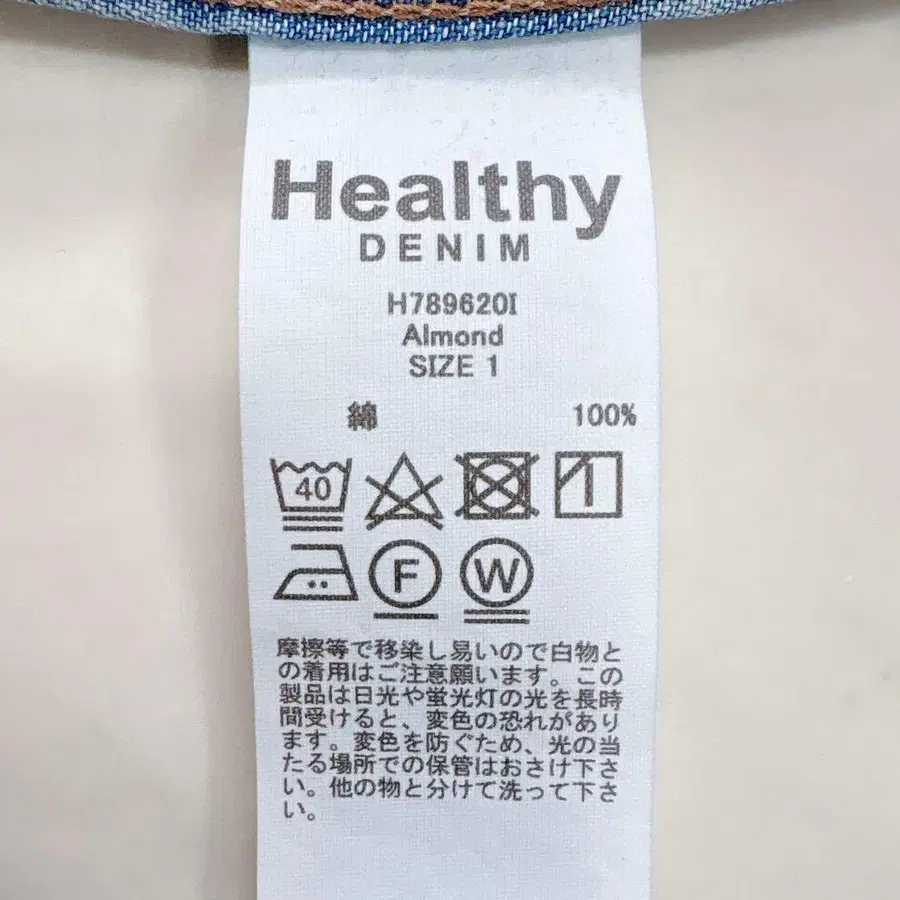 Healthy
DENIM
H789620I
Almond
SIZE 1
綿 100%
40
F W
摩擦等で移染し易いので白物と
の着用はご注意願います。この
製品は日光や蛍光灯の光を長時
間受けると、変色の恐れがあり
ます。変色を防ぐため、光の当
たる場所での保管はおさけ下さ
い。他の物と分けて洗って下さ
い。